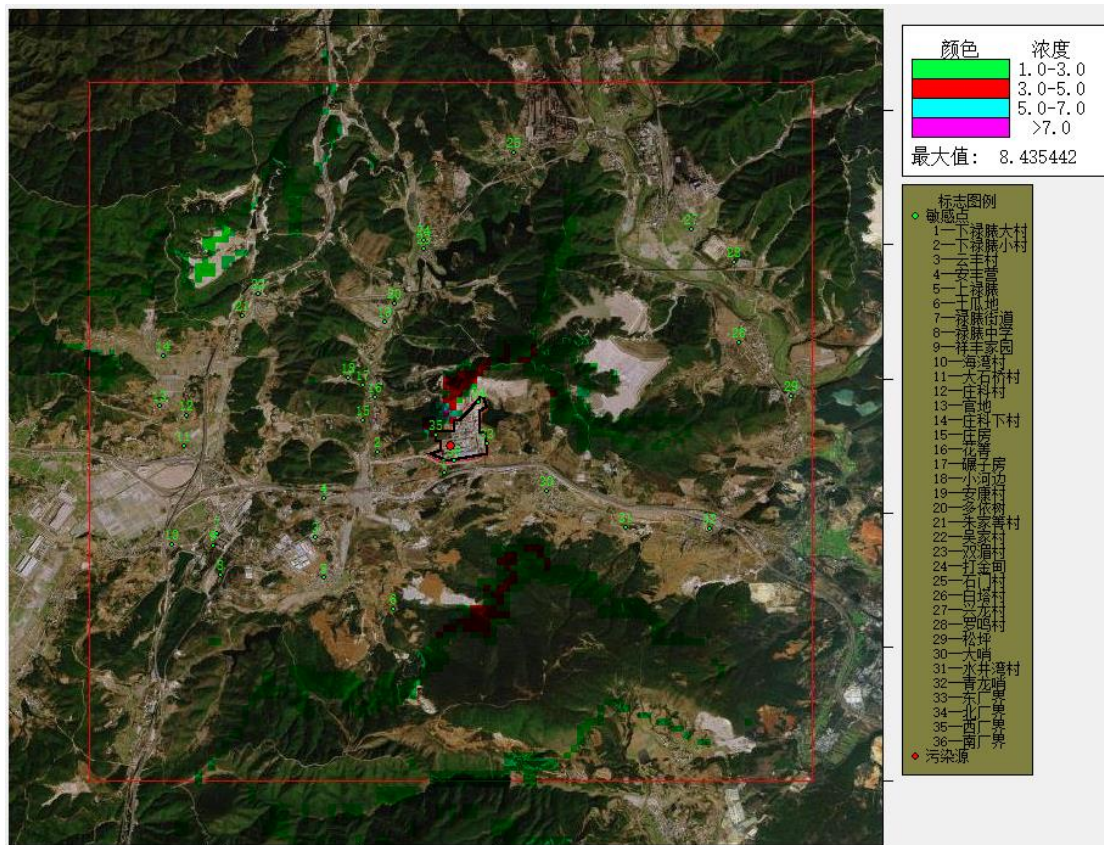 颜色 浓度
1.0-3.0
3.0-5.0
5.0-7.0
>7.0
最大值: 8.435442
标志图例
敏感点
1—下禄脿大村
2—下禄脿小村
3—云丰村
4—安丰营
5—上禄脿
6—土瓜地
7—禄脿街道
8—禄脿中学
9—祥丰家园
10—海湾村
11—大石桥村
12—庄科村
13—官地
14—庄科下村
15—庄房
16—花箐
17—碾子房
18—小河边
19—安康村
20—多依树
21—朱家箐村
22—吴家村
23—双湄村
24—打金甸
25—石门村
26—白塔村
27—兴龙村
28—罗鸣村
29—松坪
30—大哨
31—水井湾村
32—青龙哨
33—东厂界
34—北厂界
35—西厂界
36—南厂界
污染源